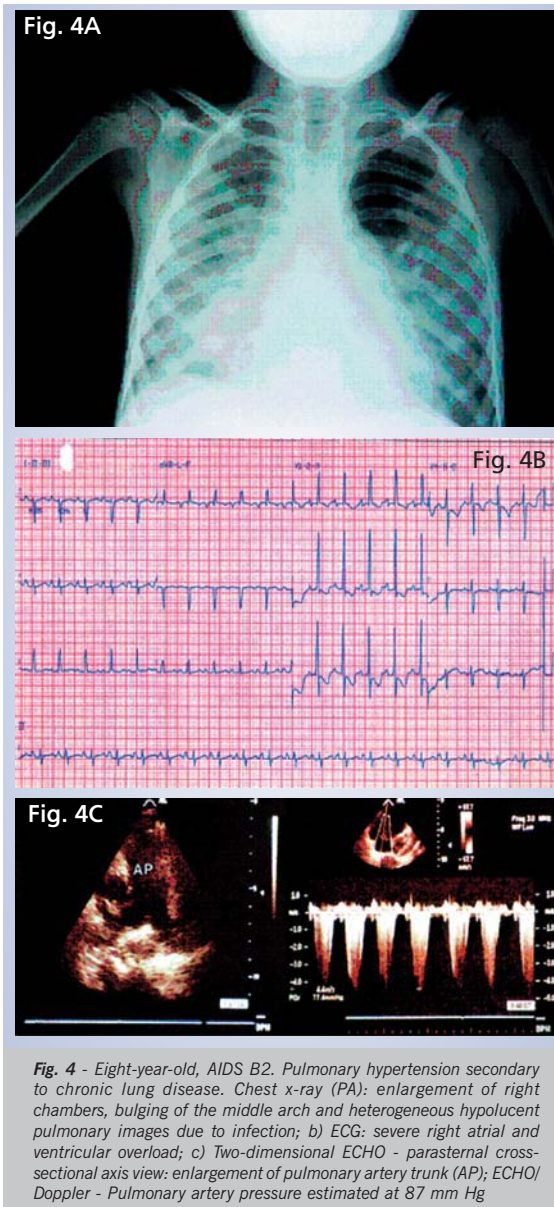 Fig. 4A
Fig. 4B
Fig. 4C
AP
Fig. 4 - Eight-year-old, AIDS B2. Pulmonary hypertension secondary
to chronic lung disease. Chest x-ray (PA): enlargement of right
chambers, bulging of the middle arch and heterogeneous hypolucent
pulmonary images due to infection; b) ECG: severe right atrial and
ventricular overload; c) Two-dimensional ECHO - parasternal cross-
sectional axis view: enlargement of pulmonary artery trunk (AP); ECHO/
Doppler - Pulmonary artery pressure estimated at 87 mm Hg